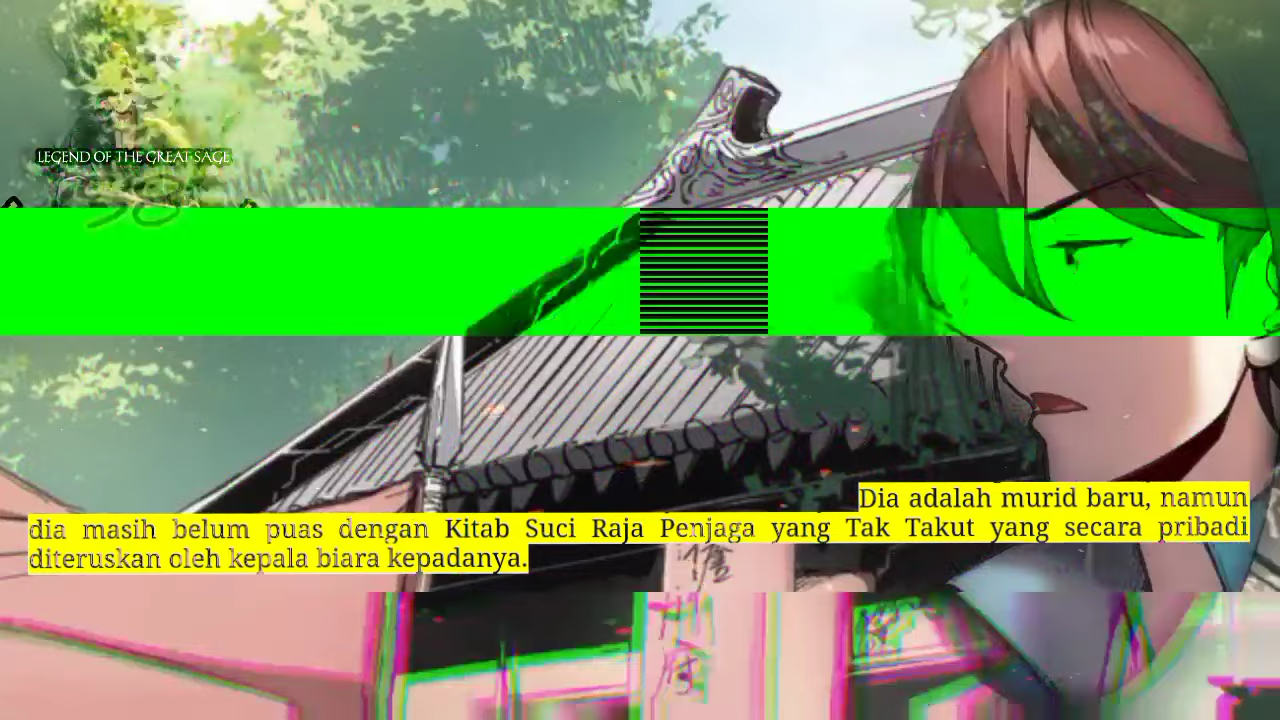 LEGEND OF THE GREAT SAGE
58
Dia adalah murid baru, namun
dia masih belum puas dengan Kitab Suci Raja Penjaga yang Tak Takut yang secara pribadi
diteruskan oleh kepala biara kepadanya.